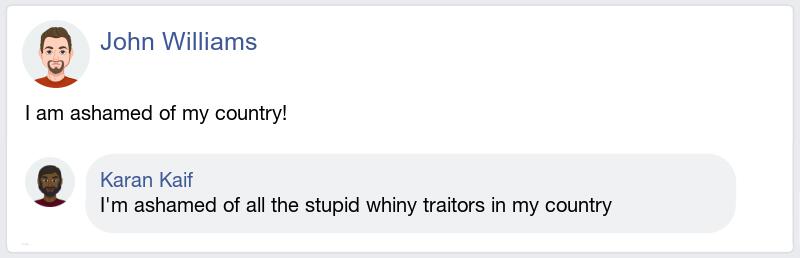 John Williams
I am ashamed of my country!
Karan Kaif
I'm ashamed of all the stupid whiny traitors in my country